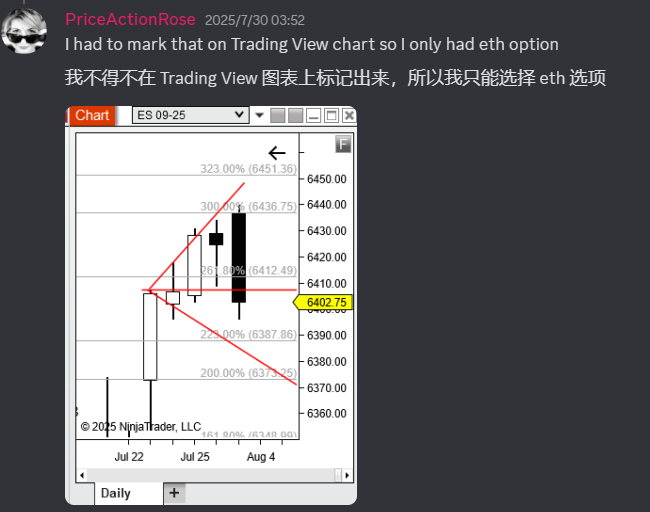 PriceActionRose 2025/7/30 03:52
I had to mark that on Trading View chart so I only had eth option
我不得不在 Trading View 图表上标记出来，所以我只能选择 eth 选项
Chart ES 09-25
F
323.00% (6451.36)
6450.00
300.00% (6436.75)
6440.00
6430.00
6420.00
261.80% (6412.49)
6410.00
6402.75
6400.00
6390.00
223.00% (6387.86)
6380.00
200.00% (6373.25)
6370.00
6360.00
© 2025 NinjaTrader, LLC
161.80% (6348.99)
Jul 22 Jul 25 Aug 4
Daily +